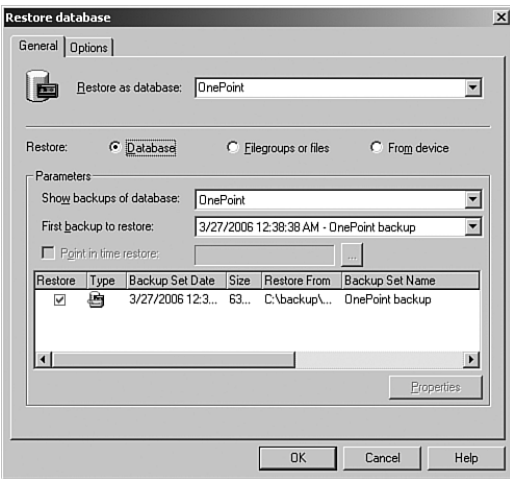 Restore database
General Options
Restore as database: OnePoint
Restore: Database Filegroups or files From device
Parameters
Show backups of database: OnePoint
First backup to restore: 3/27/2006 12:38:38 AM - OnePoint backup
Point in time restore: ...
Restore Type Backup Set Date Size Restore From Backup Set Name
3/27/2006 12:3... 63... C:\backup\... OnePoint backup
Properties
OK Cancel Help